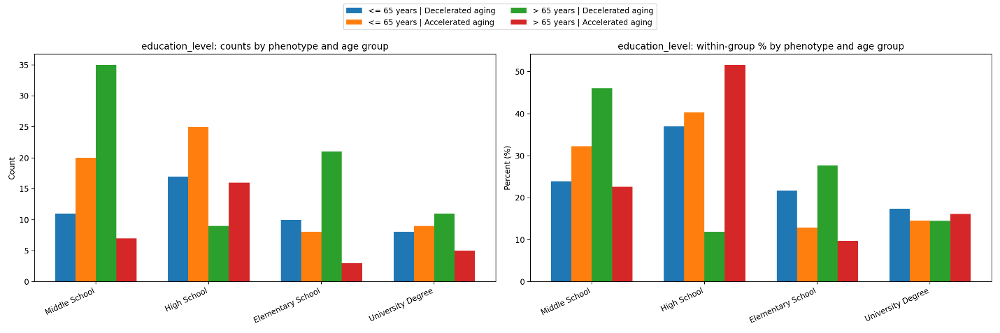 <= 65 years | Decelerated aging
<= 65 years | Accelerated aging
> 65 years | Decelerated aging
> 65 years | Accelerated aging
education_level: counts by phenotype and age group
Count
35
30
25
20
15
10
5
0
Middle School
High School
Elementary School
University Degree
education_level: within-group % by phenotype and age group
Percent (%)
50
40
30
20
10
0
Middle School
High School
Elementary School
University Degree